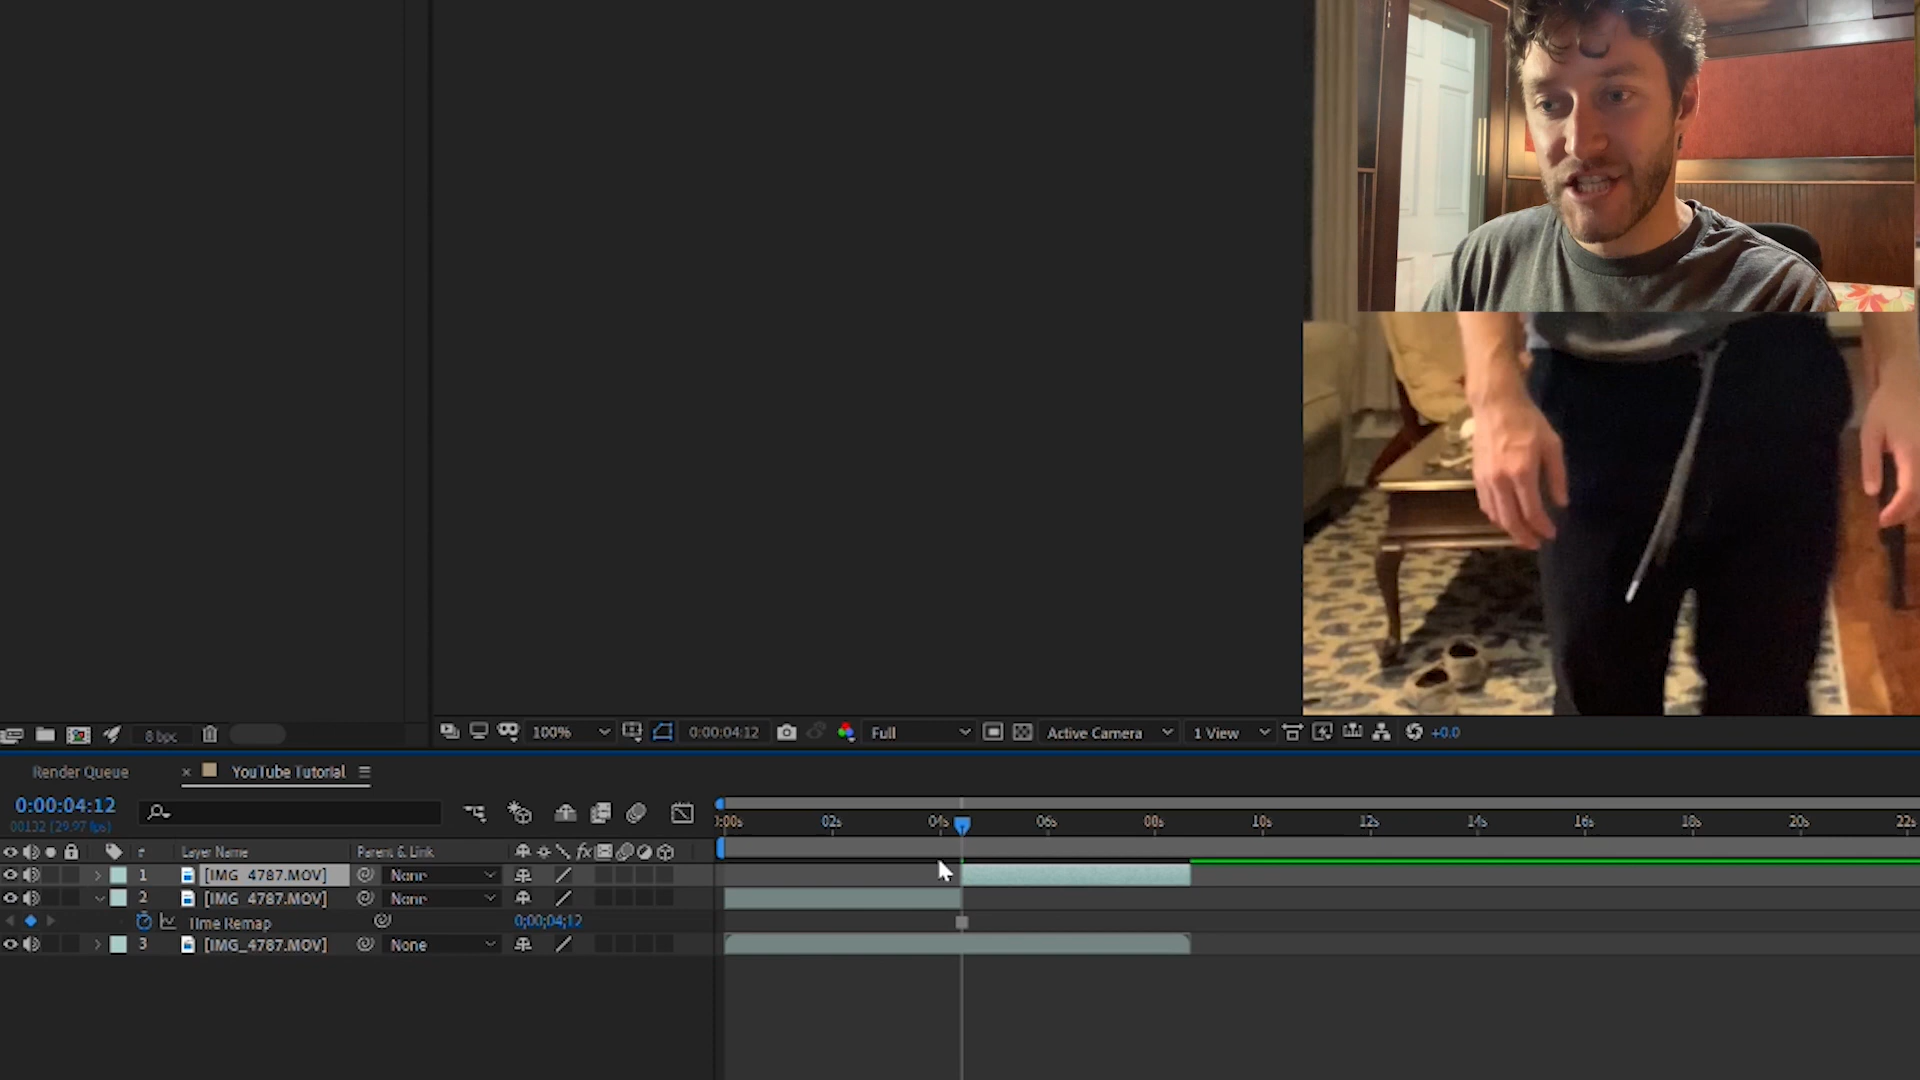 8 bpc
100%
0:00:04:12
Full
Active Camera
1 View
+0.0
Render Queue
× YouTube Tutorial
0:00:04:12
00132 (29.97 fps)
:00s 02s 04s 06s 08s 10s 12s 14s 16s 18s 20s 22s
# Layer Name Parent & Link fx
1 [IMG_4787.MOV] None
2 [IMG_4787.MOV] None
Time Remap 0;00;04;12
3 [IMG_4787.MOV] None